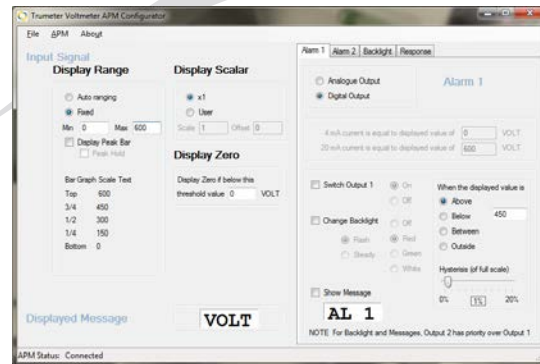 Trumeter Voltmeter APM Configurator
File APM About
Input Signal
Display Range
Auto ranging
Fixed
Min 0 Max 600
Display Peak Bar
Peak Hold
Bar Graph Scale Text
Top 600
3/4 450
1/2 300
1/4 150
Bottom 0
Display Scalar
x1
User
Scale 1 Offset 0
Display Zero
Display Zero if below this
threshold value 0 VOLT
Displayed Message
VOLT
Alarm 1 Alarm 2 Backlight Response
Analogue Output
Digital Output
Alarm 1
4 mA current is equal to displayed value of 0 VOLT
20 mA current is equal to displayed value of 600 VOLT
Switch Output 1
On
Off
Change Backlight
Off
Flash
Red
Steady
Green
White
When the displayed value is
Above
Below
450
Between
Outside
Hysterisis (of full scale)
0% 1% 20%
Show Message
AL 1
NOTE For Backlight and Messages, Output 2 has priority over Output 1
APM Status: Connected